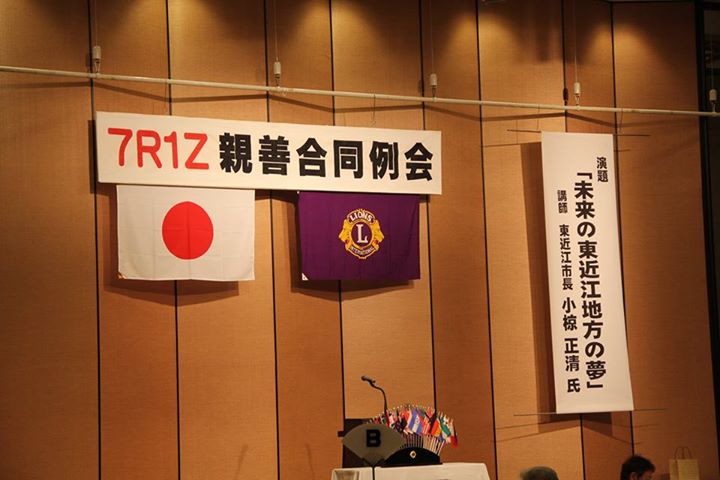 7R1Z 親善合同例会
LIONS
L
INTERNATIONAL
演題
「未来の東近江地方の夢」
講師 東近江市長 小椋 正清 氏
B